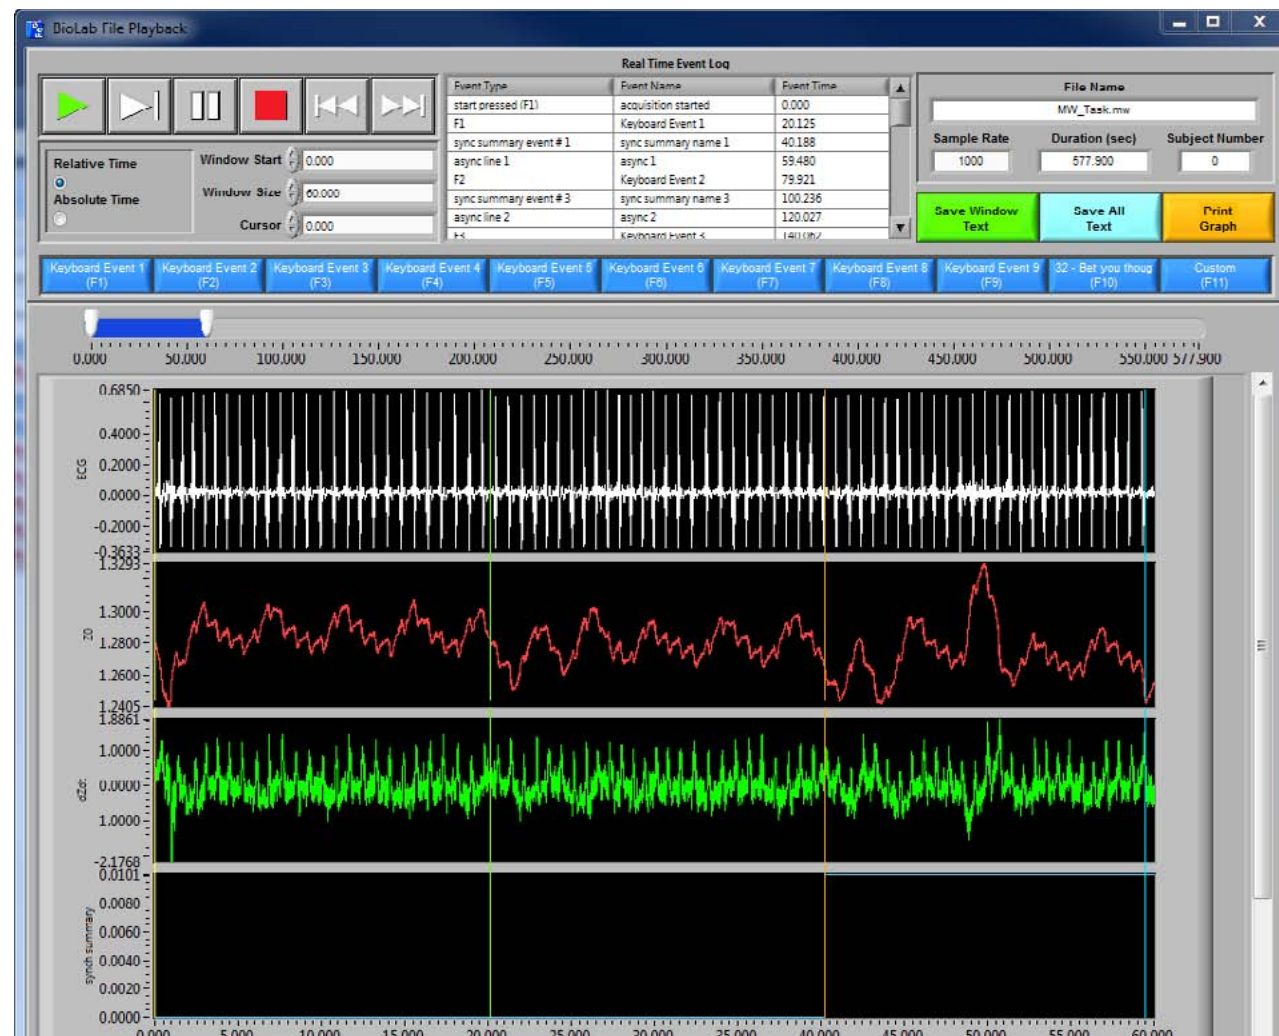 BioLab File Playback
Real Time Event Log
Event Type Event Name Event Time
start pressed (F1) acquisition started 0.000
F1 Keyboard Event 1 20.125
sync summary event # 1 sync summary name 1 40.188
async line 1 async 1 59.480
F2 Keyboard Event 2 79.921
sync summary event # 3 sync summary name 3 100.236
async line 2 async 2 120.027
F3 Keyboard Event 3 140.062
File Name
MW_Task.mw
Sample Rate Duration (sec) Subject Number
1000 577.900 0
Relative Time
Absolute Time
Window Start 0.000
Window Size 60.000
Cursor 0.000
Save Window
Text
Save All
Text
Print
Graph
Keyboard Event 1
(F1)
Keyboard Event 2
(F2)
Keyboard Event 3
(F3)
Keyboard Event 4
(F4)
Keyboard Event 5
(F5)
Keyboard Event 6
(F6)
Keyboard Event 7
(F7)
Keyboard Event 8
(F8)
Keyboard Event 9
(F9)
32 - Bet you thoug
(F10)
Custom
(F11)
0.000 50.000 100.000 150.000 200.000 250.000 300.000 350.000 400.000 450.000 500.000 550.000 577.900
ECG
0.6850
0.4000
0.2000
0.0000
-0.2000
-0.3633
Z0
1.3293
1.3000
1.2800
1.2600
1.2405
dZdt
1.8861
1.0000
0.0000
1.0000
-2.1768
synch summary
0.0101
0.0080
0.0060
0.0040
0.0020
0.0000
0.000 5.000 10.000 15.000 20.000 25.000 30.000 35.000 40.000 45.000 50.000 55.000 60.000